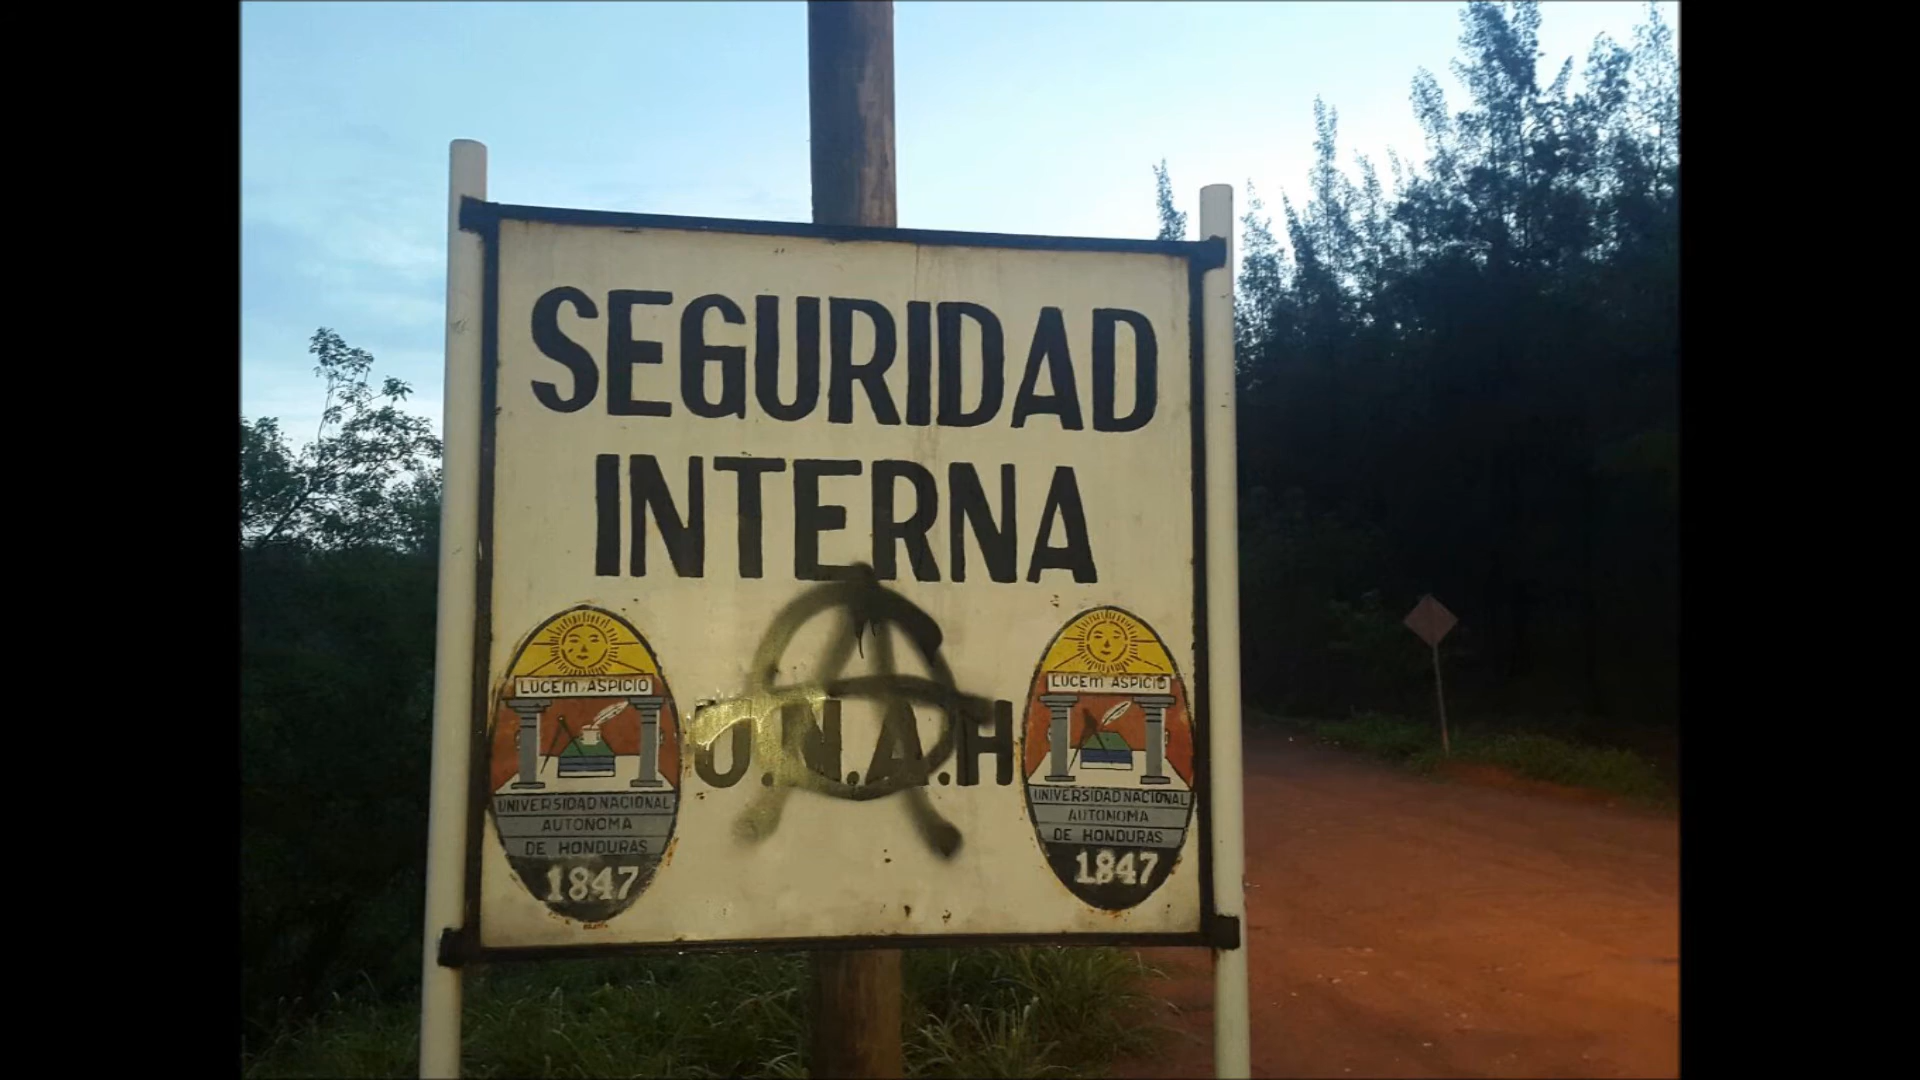 SEGURIDAD
INTERNA
U.N.A.H
LUCEM ASPICIO
UNIVERSIDAD NACIONAL
AUTONOMA
DE HONDURAS
1847
LUCEM ASPICIO
UNIVERSIDAD NACIONAL
AUTONOMA
DE HONDURAS
1847